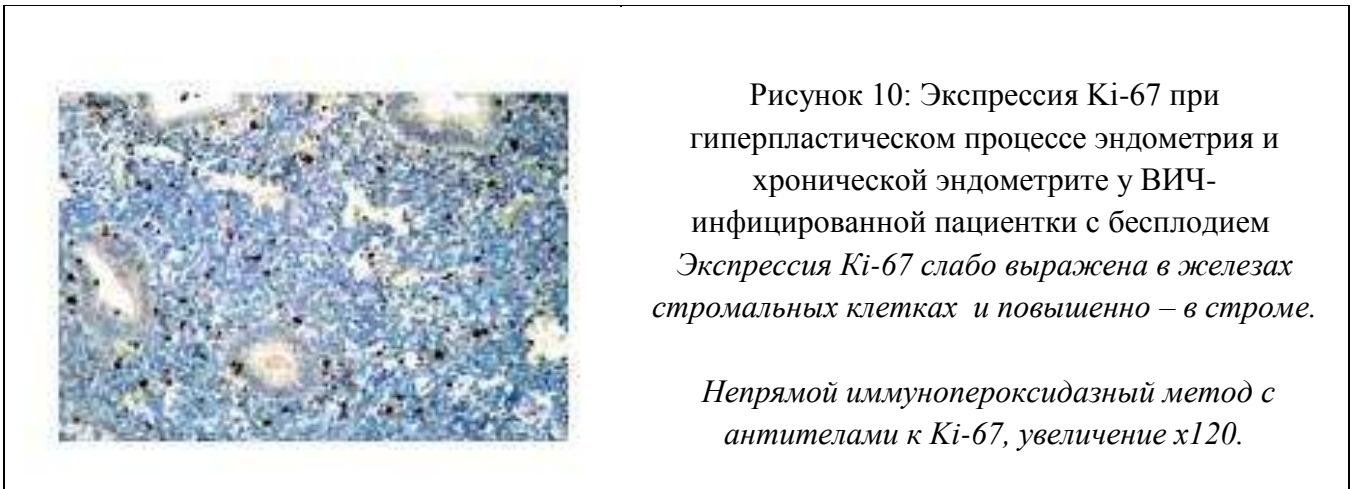 Рисунок 10: Экспрессия Ki-67 при
гиперпластическом процессе эндометрия и
хронической эндометрите у ВИЧ-
инфицированной пациентки с бесплодием
Экспрессия Ki-67 слабо выражена в железах
стромальных клетках и повышенно – в строме.
Непрямой иммунопероксидазный метод с
антителами к Ki-67, увеличение х120.